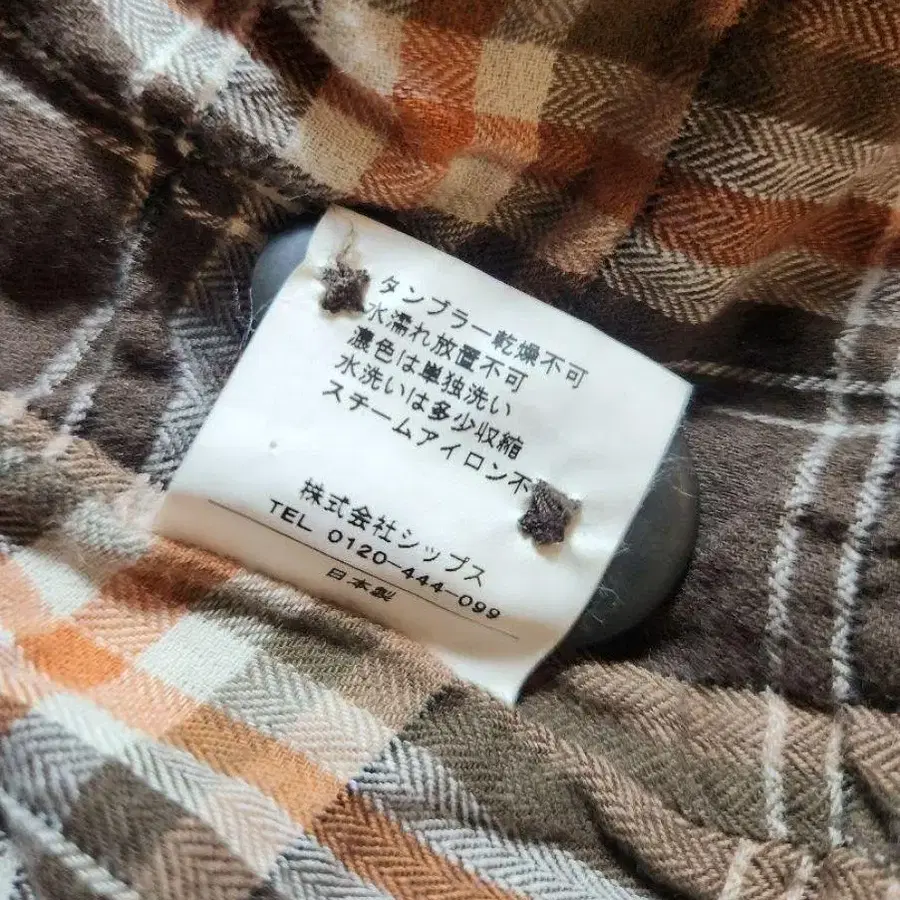 タンブラー乾燥不可
水濡れ放置不可
濃色は単独洗い
水洗いは多少収縮
スチームアイロン不
株式会社シップス
TEL 0120-444-099
日本製